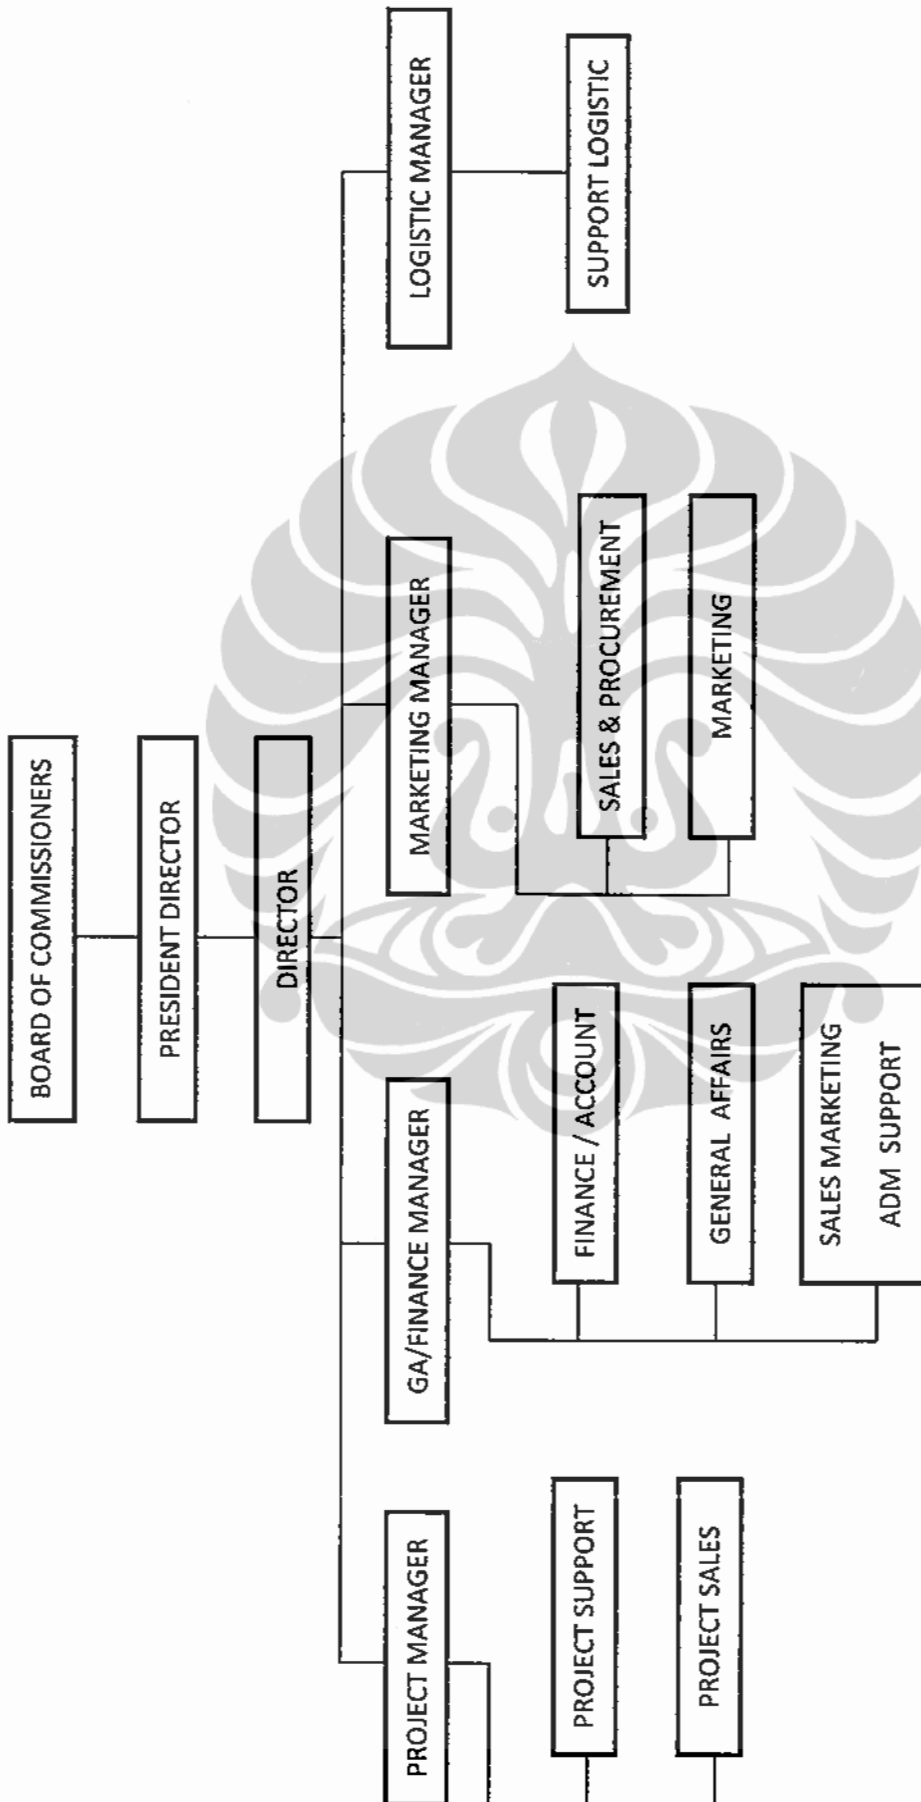 BOARD OF COMMISSIONERS
PRESIDENT DIRECTOR
DIRECTOR
PROJECT MANAGER
GA/FINANCE MANAGER
MARKETING MANAGER
LOGISTIC MANAGER
PROJECT SUPPORT
PROJECT SALES
FINANCE / ACCOUNT
GENERAL AFFAIRS
SALES MARKETING
ADM SUPPORT
SALES & PROCUREMENT
MARKETING
SUPPORT LOGISTIC